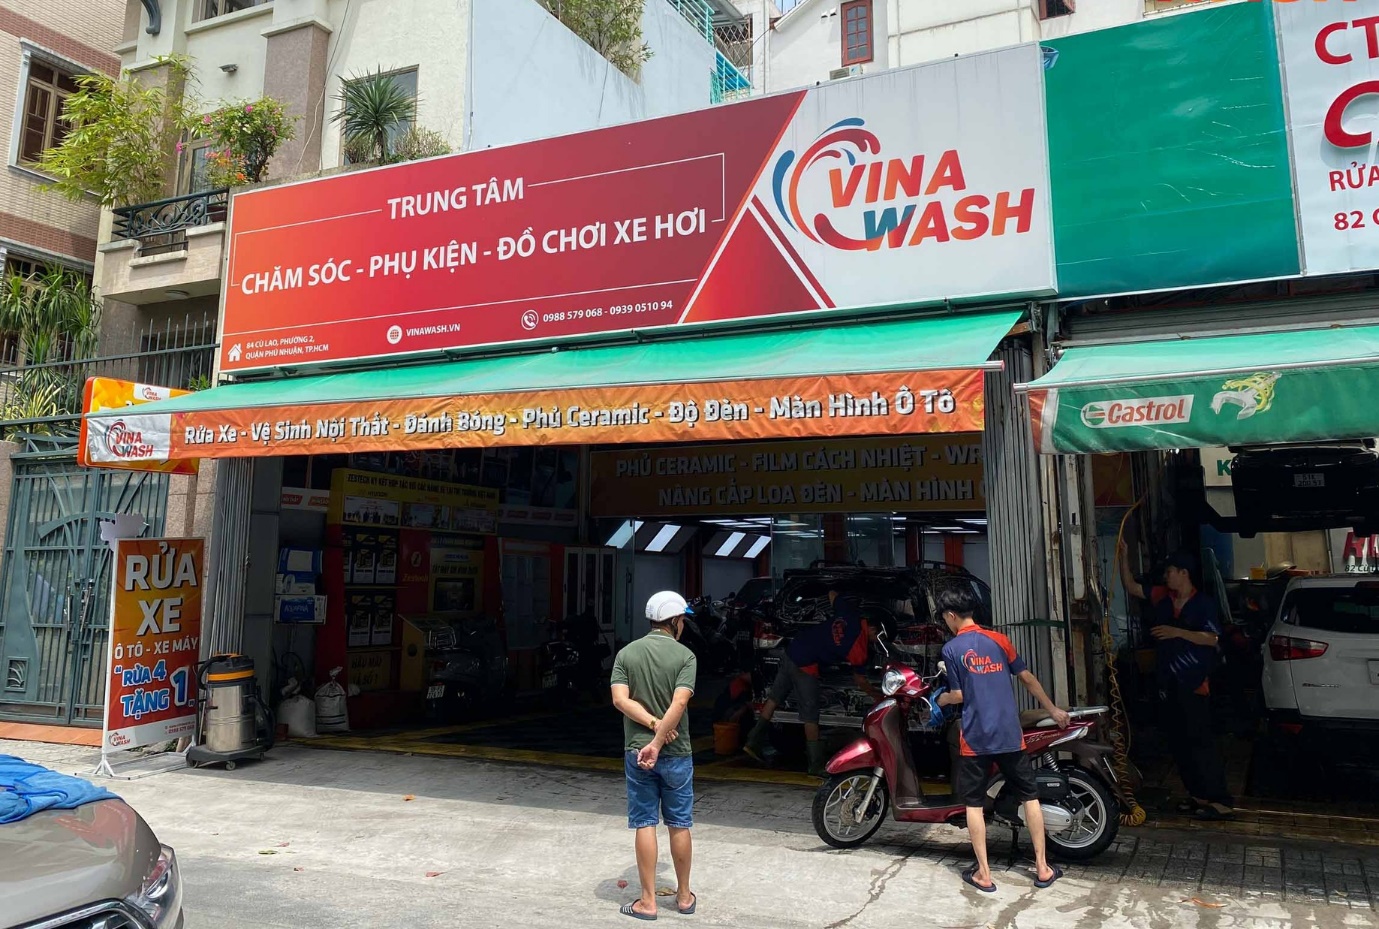 TRUNG TÂM
CHĂM SÓC - PHỤ KIỆN - ĐỒ CHƠI XE HƠI
84 CÙ LAO, PHƯỜNG 2,
QUẬN PHÚ NHUẬN, TP.HCM
VINAWASH.VN
0988 579 068 - 0939 0510 94
VINA
WASH
CT
RỬA
82 C
VINA
WASH
Rửa Xe - Vệ Sinh Nội Thất - Đánh Bóng - Phủ Ceramic - Độ Đèn - Màn Hình Ô Tô
Castrol
PHỦ CERAMIC - FILM CÁCH NHIỆT - WR
NÂNG CẤP LOA ĐÈN - MÀN HÌNH
RỬA
XE
Ô TÔ - XE MÁY
"RỬA 4
TẶNG 1
VINA
WASH
VINA
WASH